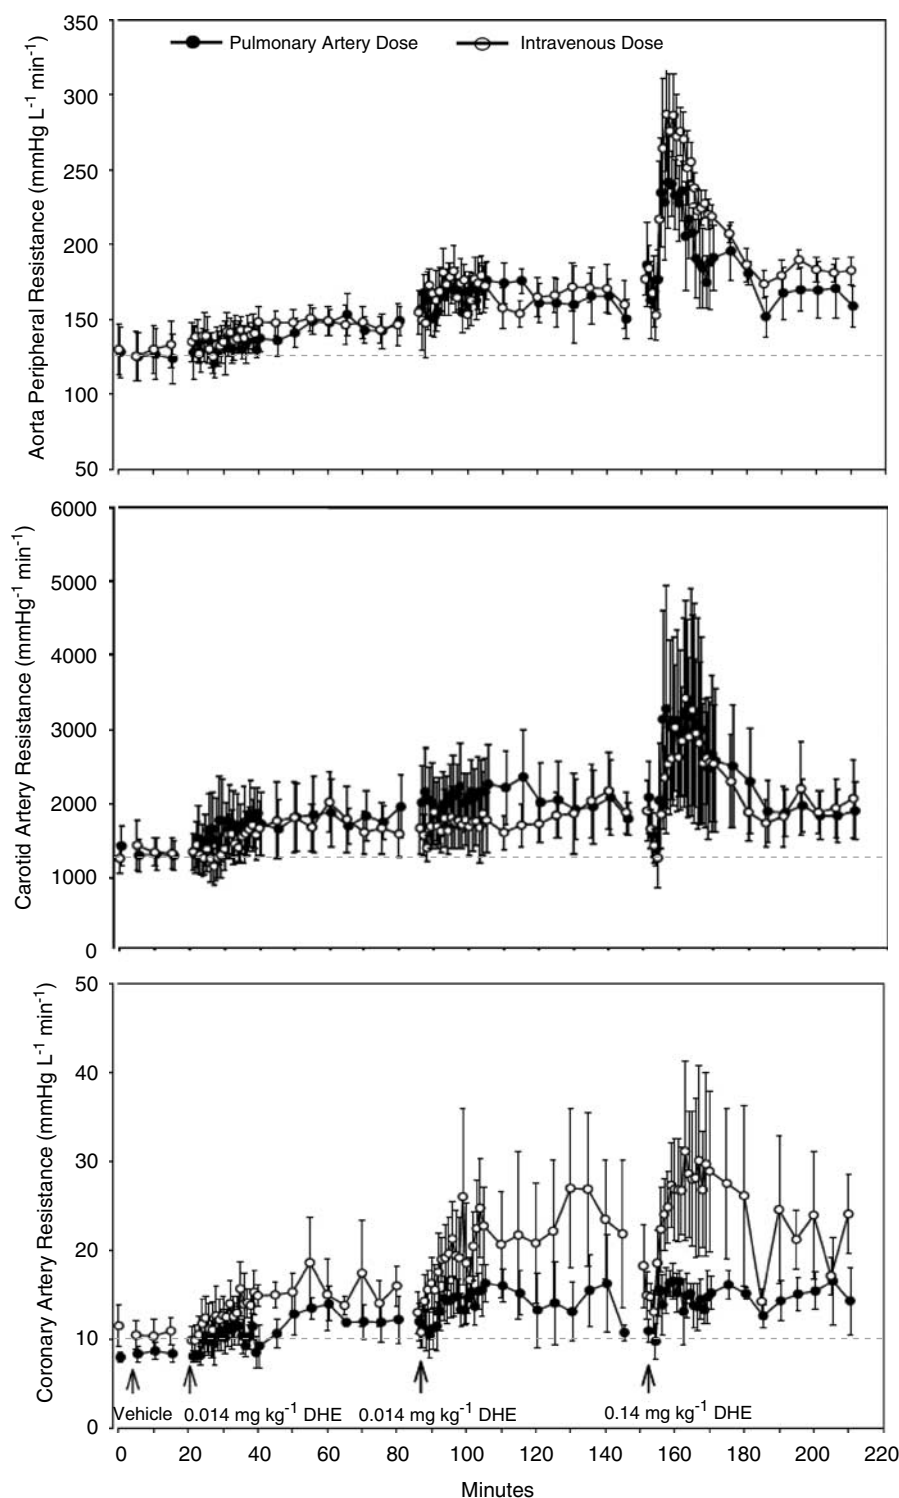 Pulmonary Artery Dose Intravenous Dose
Aorta Peripheral Resistance (mmHg L⁻¹ min⁻¹)
350
300
250
200
150
100
50
Carotid Artery Resistance (mmHg⁻¹ min⁻¹)
6000
5000
4000
3000
2000
1000
0
Coronary Artery Resistance (mmHg L⁻¹ min⁻¹)
50
40
30
20
10
0
Vehicle 0.014 mg kg⁻¹ DHE 0.014 mg kg⁻¹ DHE 0.14 mg kg⁻¹ DHE
0 20 40 60 80 100 120 140 160 180 200 220
Minutes